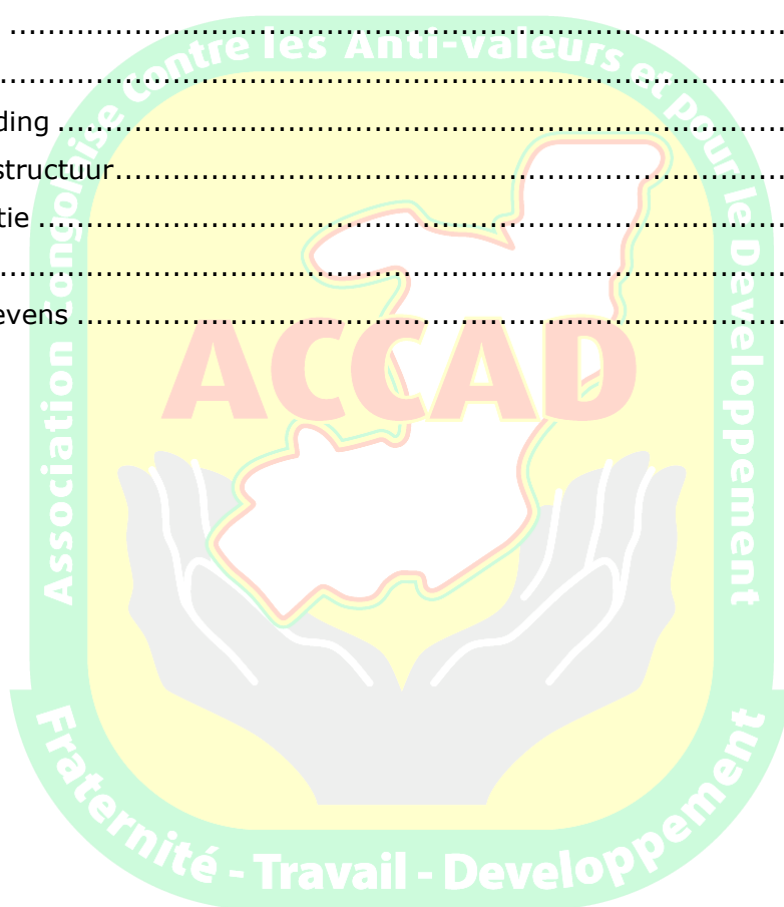 ................................................................................
................................................................................
ding ................................................................................
structuur................................................................................
tie ................................................................................
................................................................................
evens ................................................................................
Association Congolaise Contre les Anti-valeurs et pour le Developpement
ACCAD
Fraternité - Travail - Developpement